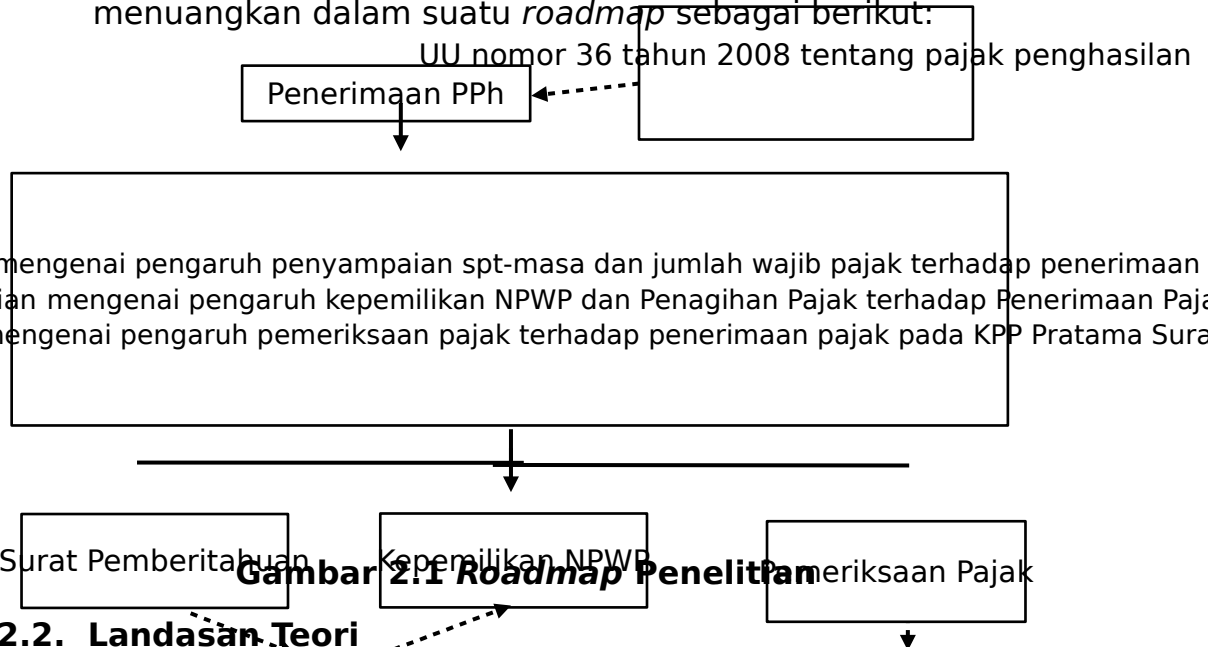 menuangkan dalam suatu roadmap sebagai berikut:
UU nomor 36 tahun 2008 tentang pajak penghasilan
Penerimaan PPh
mengenai pengaruh penyampaian spt-masa dan jumlah wajib pajak terhadap penerimaan
mengenai pengaruh kepemilikan NPWP dan Penagihan Pajak terhadap Penerimaan
mengenai pengaruh pemeriksaan pajak terhadap penerimaan pajak pada KPP Pratama
Surat Pemberitahuan
Kepemilikan NPWP
Pemeriksaan Pajak
Gambar 2.1 Roadmap Penelitian
2.2. Landasan Teori